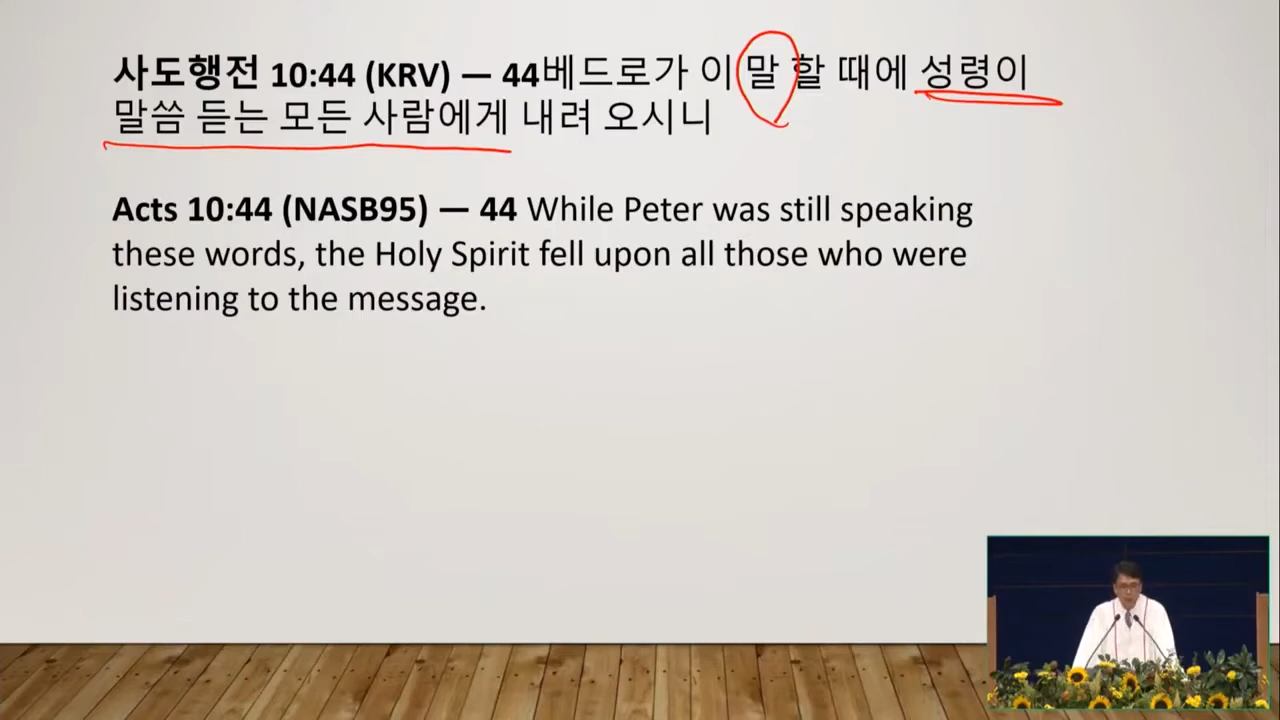 사도행전 10:44 (KRV) — 44베드로가 이 말 할 때에 성령이
말씀 듣는 모든 사람에게 내려 오시니
Acts 10:44 (NASB95) — 44 While Peter was still speaking
these words, the Holy Spirit fell upon all those who were
listening to the message.